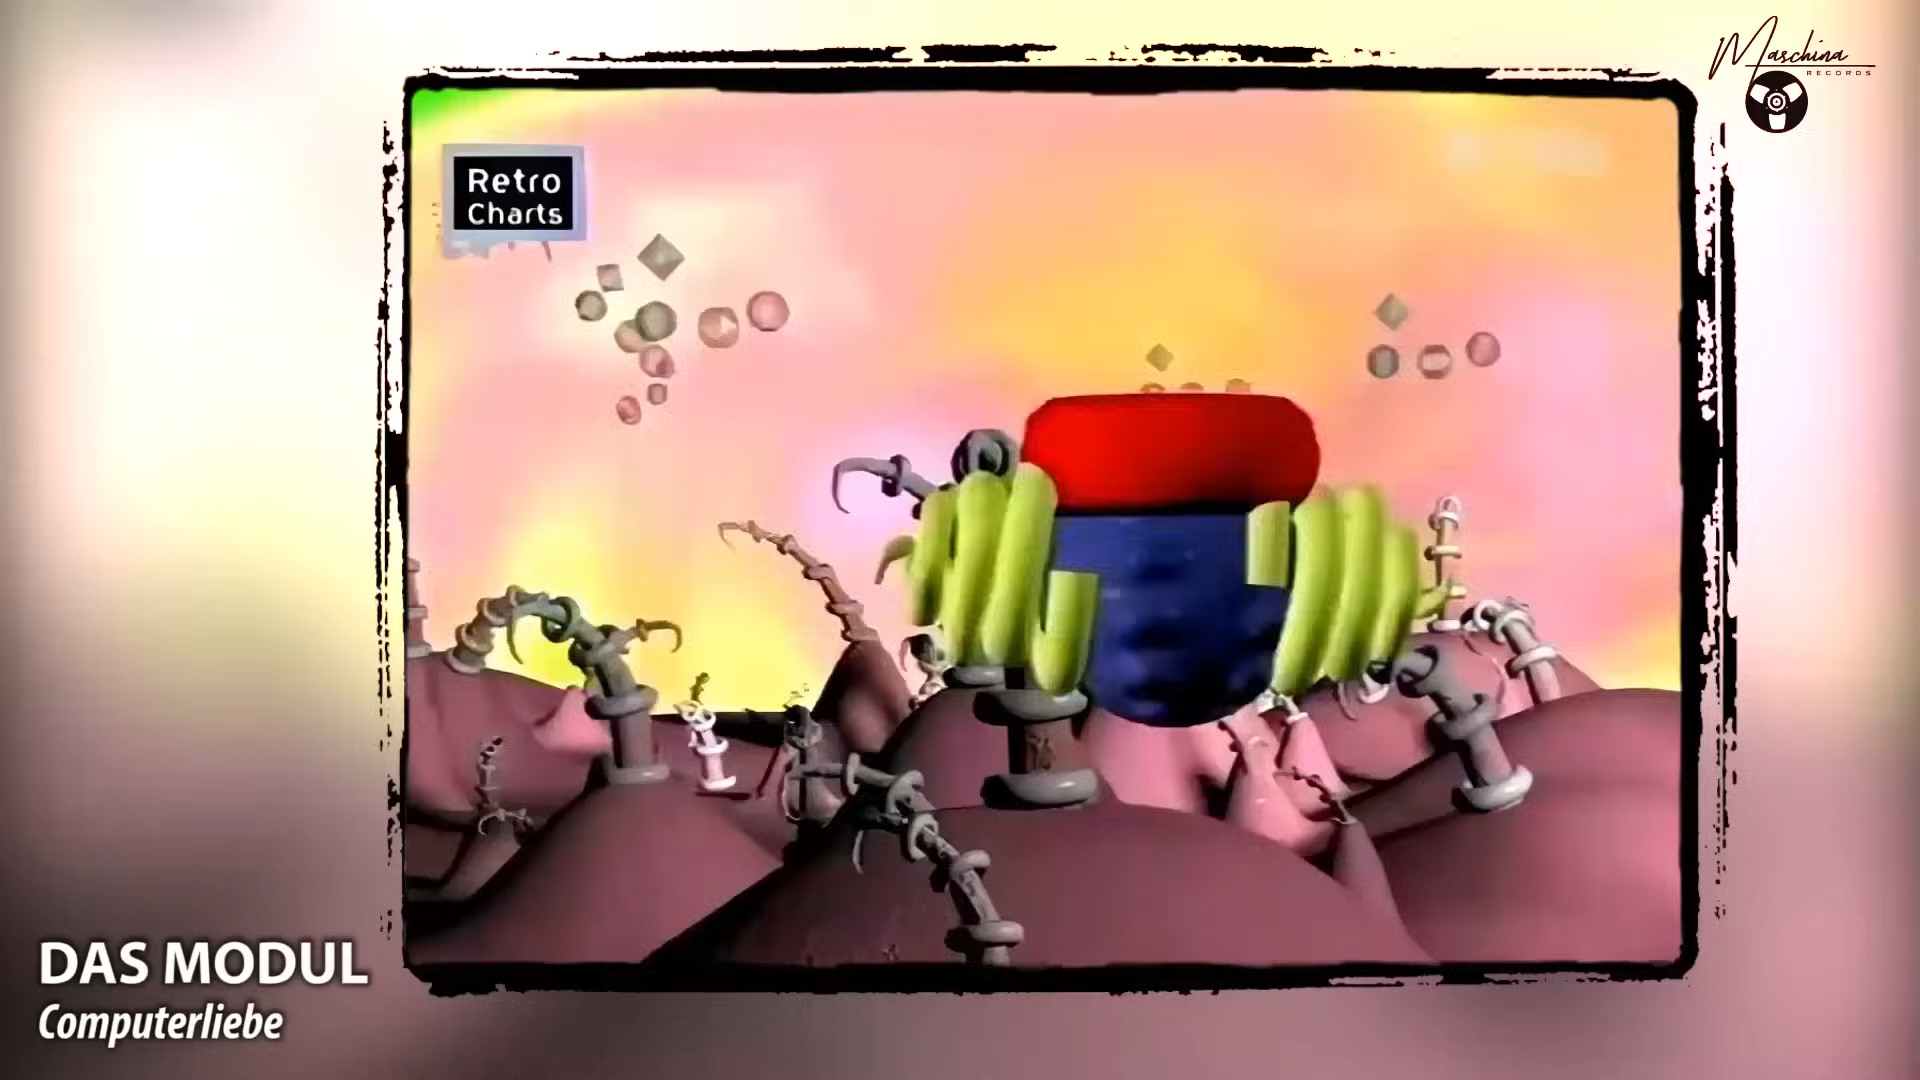 Maschina
RECORDS
Retro
Charts
DAS MODUL
Computerliebe